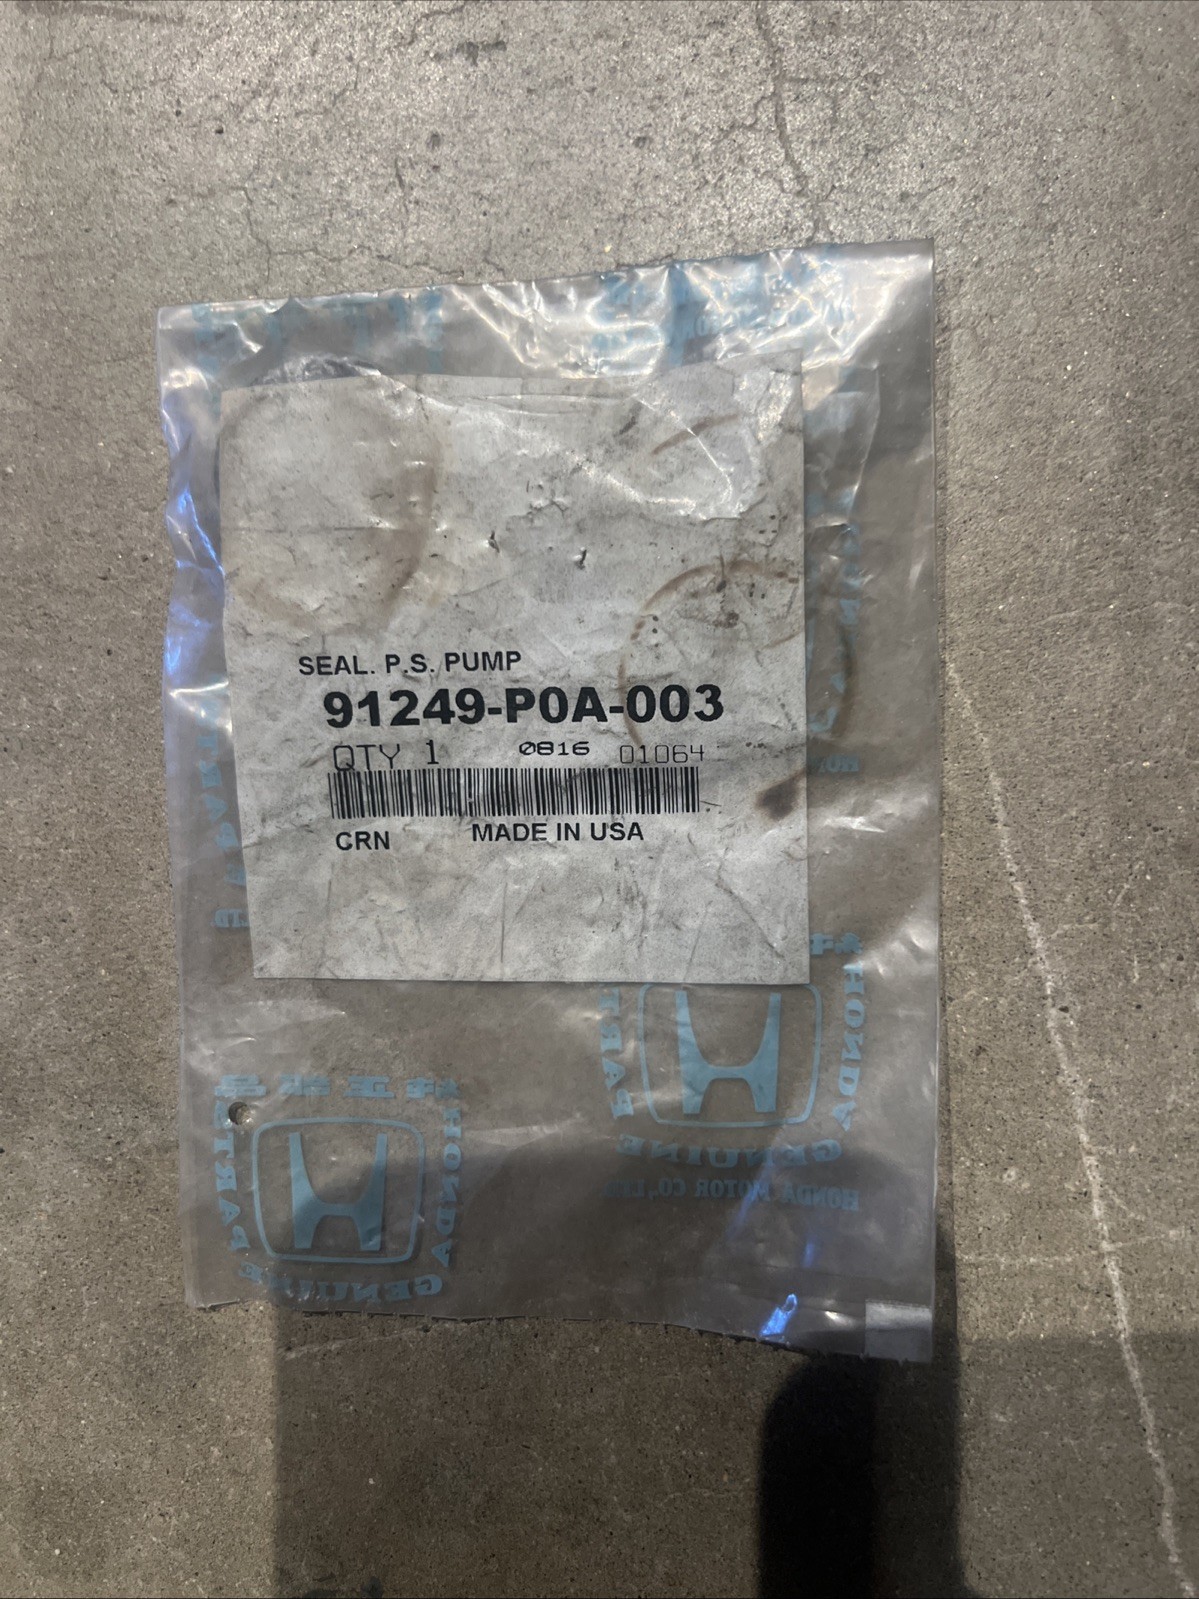 SEAL. P.S. PUMP
91249-P0A-003
QTY 1 0816 01064
CRN MADE IN USA
HONDA
GENUINE
PARTS
HONDA MOTOR CO., LTD
HONDA
GENUINE
PARTS